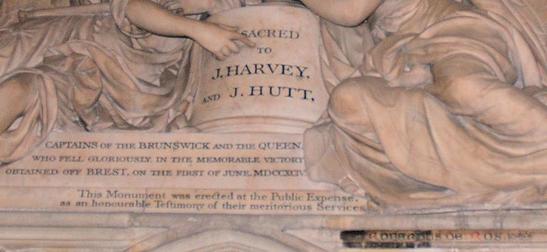 SACRED
TO
J. HARVEY,
AND J. HUTT,
CAPTAINS OF THE BRUNSWICK AND THE QUEEN
WHO FELL GLORIOUSLY, IN THE MEMORABLE VICTORY
OBTAINED OFF BREST, ON THE FIRST OF JUNE, MDCCXCIV
This Monument was erected at the Public Expense,
as an honourable Testimony of their meritorious Services